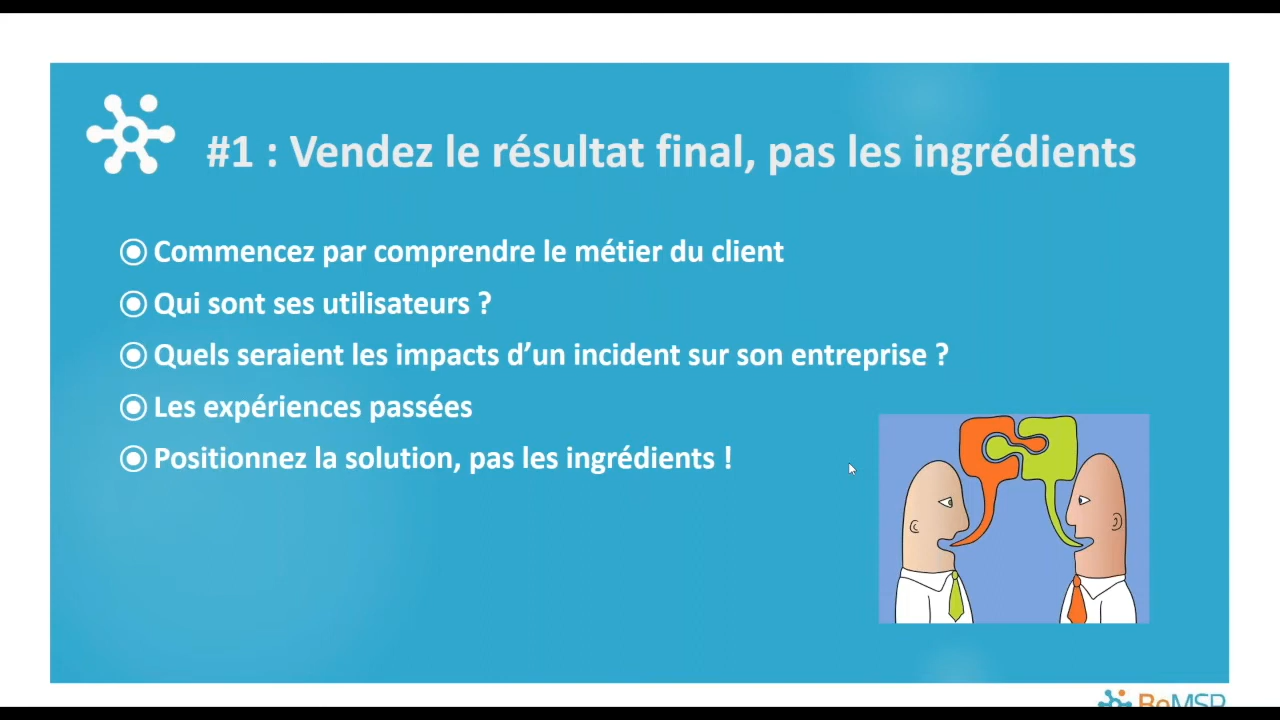 #1 : Vendez le résultat final, pas les ingrédients
Commencez par comprendre le métier du client
Qui sont ses utilisateurs ?
Quels seraient les impacts d’un incident sur son entreprise ?
Les expériences passées
Positionnez la solution, pas les ingrédients !
BeMSP